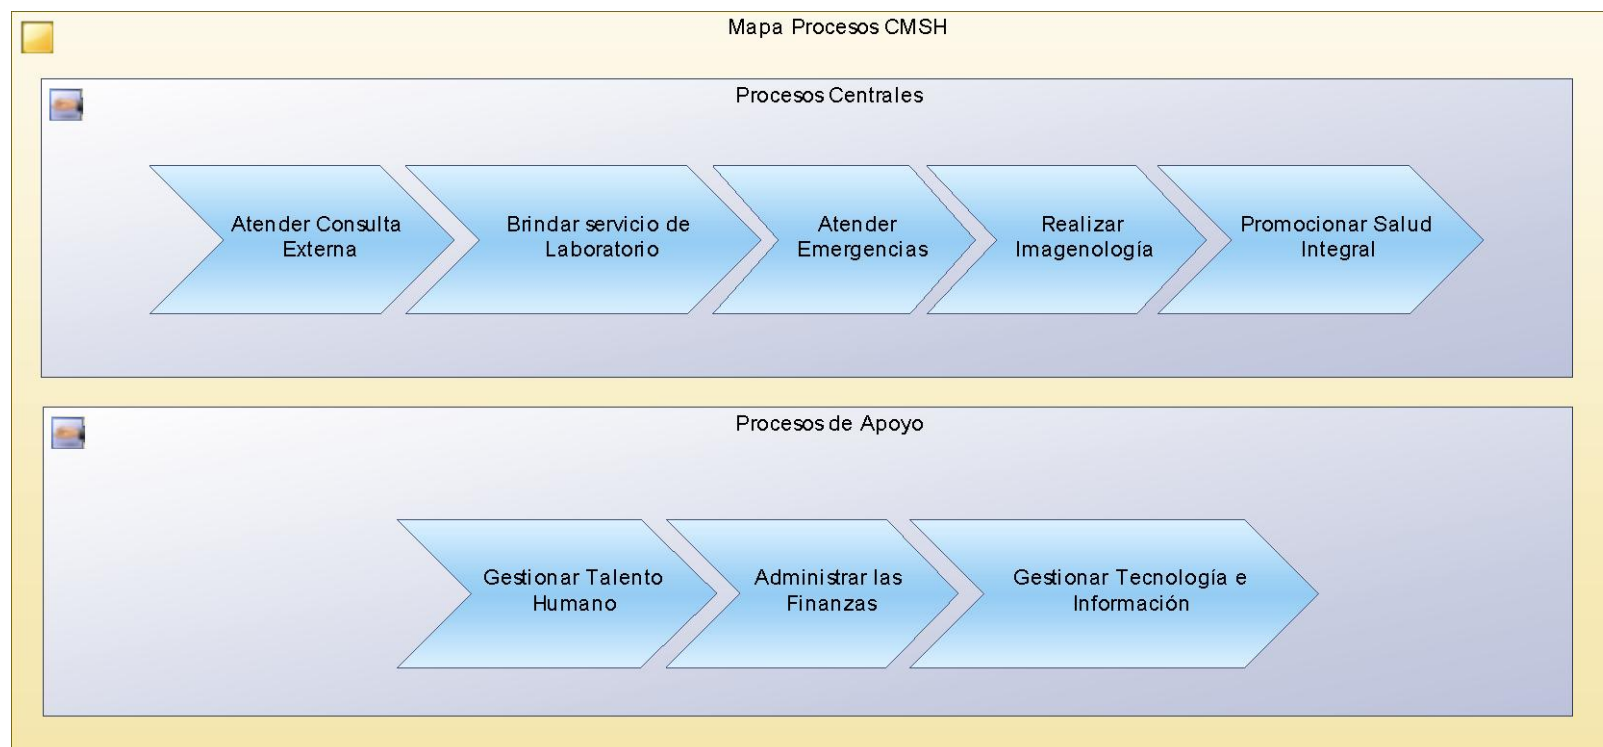 Mapa Procesos CMSH
Procesos Centrales
Atender Consulta
Externa
Brindar servicio de
Laboratorio
Atender
Emergencias
Realizar
Imagenología
Promocionar Salud
Integral
Procesos de Apoyo
Gestionar Talento
Humano
Administrar las
Finanzas
Gestionar Tecnología e
Información